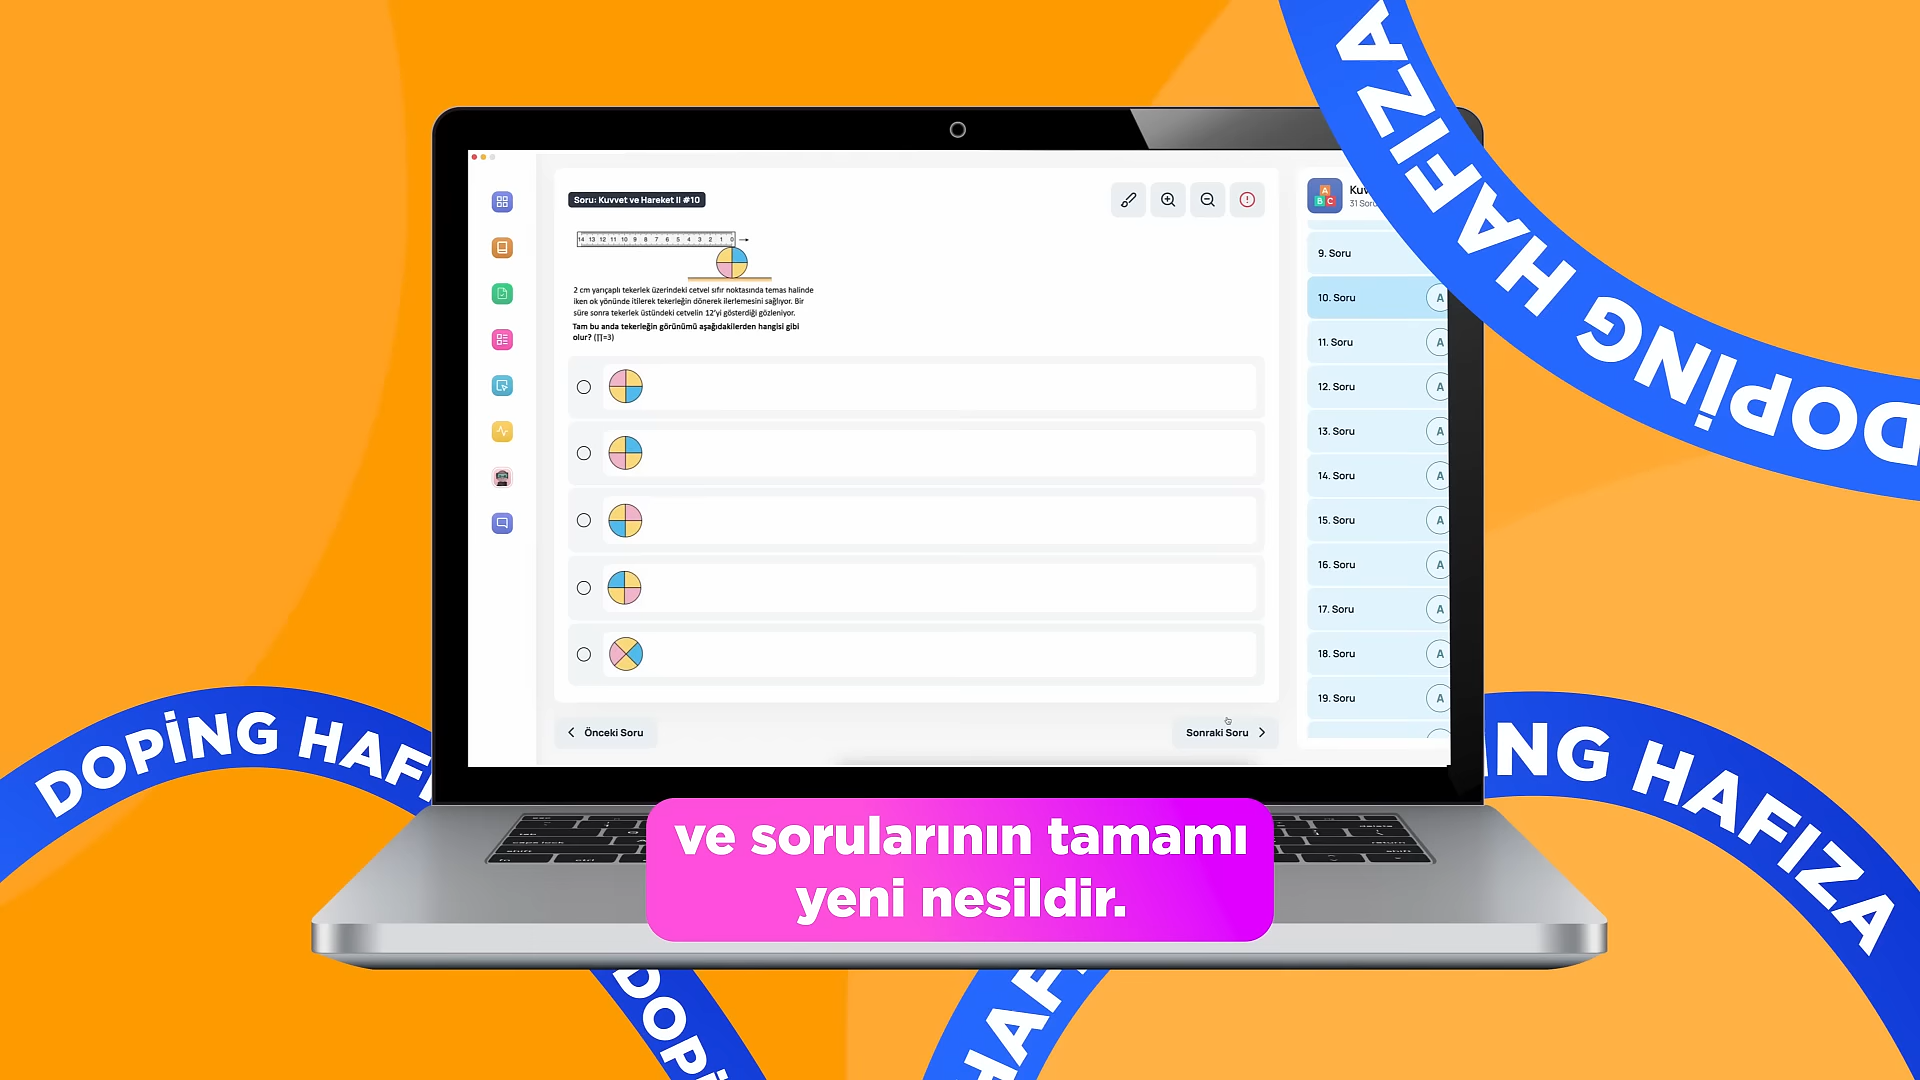 DOPİNG HAFIZA
Soru: Kuvvet ve Hareket II #10
14 13 12 11 10 9 8 7 6 5 4 3 2 1 0
2 cm yarıçaplı tekerlek üzerindeki cetvel sıfır noktasında temas halinde
iken ok yönünde itilerek tekerleğin dönerek ilerlemesini sağlıyor. Bir
süre sonra tekerlek üstündeki cetvelin 12'yi gösterdiği gözleniyor.
Tam bu anda tekerleğin görünümü aşağıdakilerden hangisi gibi
olur? (∏=3)
Önceki Soru
Sonraki Soru
A B C
31 Soru
9. Soru
10. Soru A
11. Soru A
12. Soru A
13. Soru A
14. Soru A
15. Soru A
16. Soru A
17. Soru A
18. Soru A
19. Soru A
DOPİNG HAF
NG HAFIZA
ve sorularının tamamı
yeni nesildir.
DOPİ
HAF